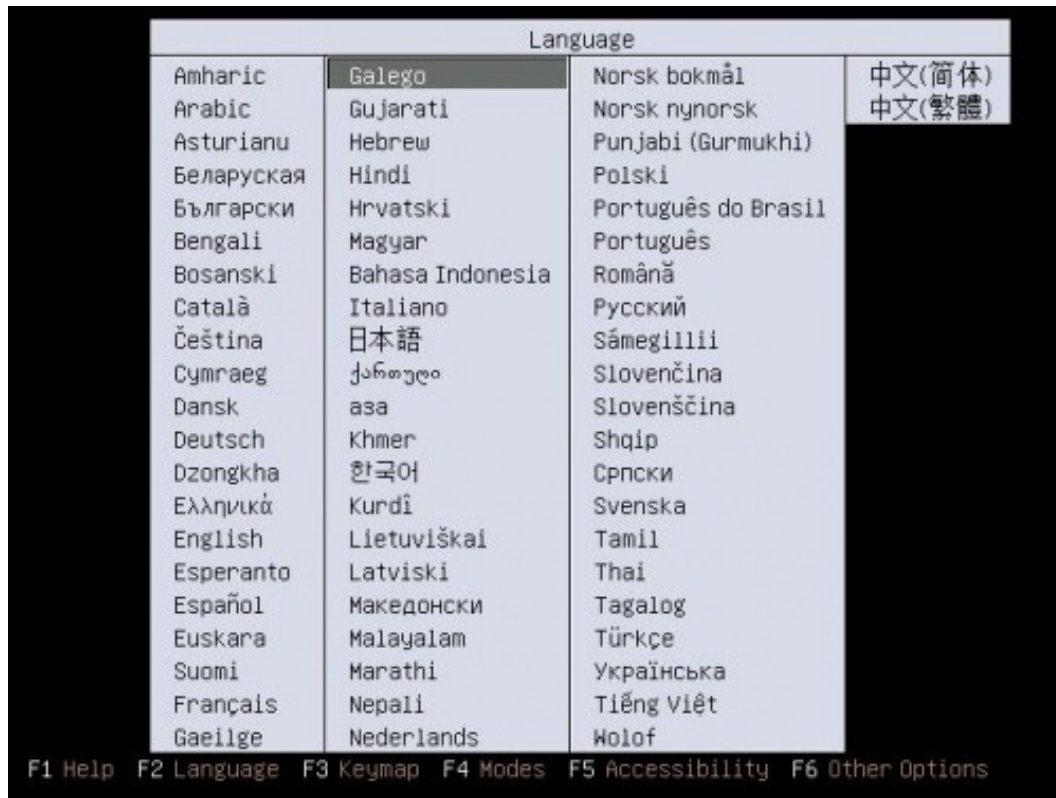 Language
Amharic
Arabic
Asturianu
Беларуская
Български
Bengali
Bosanski
Català
Čeština
Cymraeg
Dansk
Deutsch
Dzongkha
Ελληνικά
English
Esperanto
Español
Euskara
Suomi
Français
Gaeilge
Galego
Gujarati
Hebrew
Hindi
Hrvatski
Magyar
Bahasa Indonesia
Italiano
日本語
ქართული
аза
Khmer
한국어
Kurdî
Lietuviškai
Latviski
Македонски
Malayalam
Marathi
Nepali
Nederlands
Norsk bokmål
Norsk nynorsk
Punjabi (Gurmukhi)
Polski
Português do Brasil
Português
Română
Русский
Sámegillii
Slovenčina
Slovenščina
Shqip
Српски
Svenska
Tamil
Thai
Tagalog
Türkçe
Українська
Tiếng Việt
Wolof
中文(简体)
中文(繁體)
F1 Help F2 Language F3 Keymap F4 Modes F5 Accessibility F6 Other Options